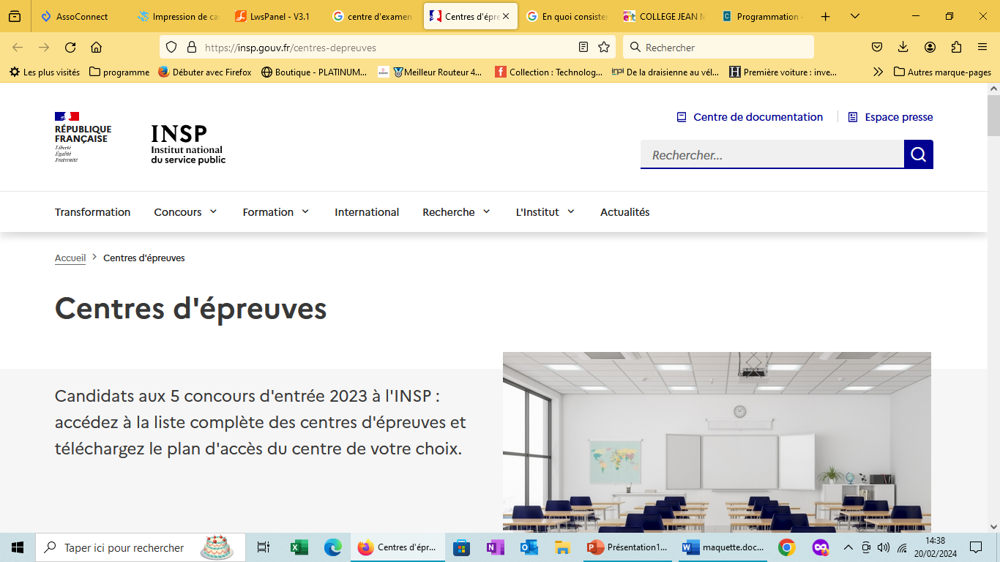 AssoConnect
Impression de ca
LwsPanel - V3.1
centre d'examen
Centres d'épre
En quoi consister
COLLEGE JEAN M
Programmation
https://insp.gouv.fr/centres-depreuves
Rechercher
Les plus visités
programme
Débuter avec Firefox
Boutique - PLATINUM...
Meilleur Routeur 4...
Collection : Technolog...
De la draisienne au vél...
Première voiture : inve...
Autres marque-pages
RÉPUBLIQUE
FRANÇAISE
Liberté
Égalité
Fraternité
INSP
Institut national
du service public
Centre de documentation
Espace presse
Rechercher...
Transformation
Concours
Formation
International
Recherche
L'Institut
Actualités
Accueil
Centres d'épreuves
Centres d'épreuves
Candidats aux 5 concours d'entrée 2023 à l'INSP :
accédez à la liste complète des centres d'épreuves et
téléchargez le plan d'accès du centre de votre choix.
Taper ici pour rechercher
Centres d'épr...
Présentation1...
maquette.doc...
14:38
20/02/2024